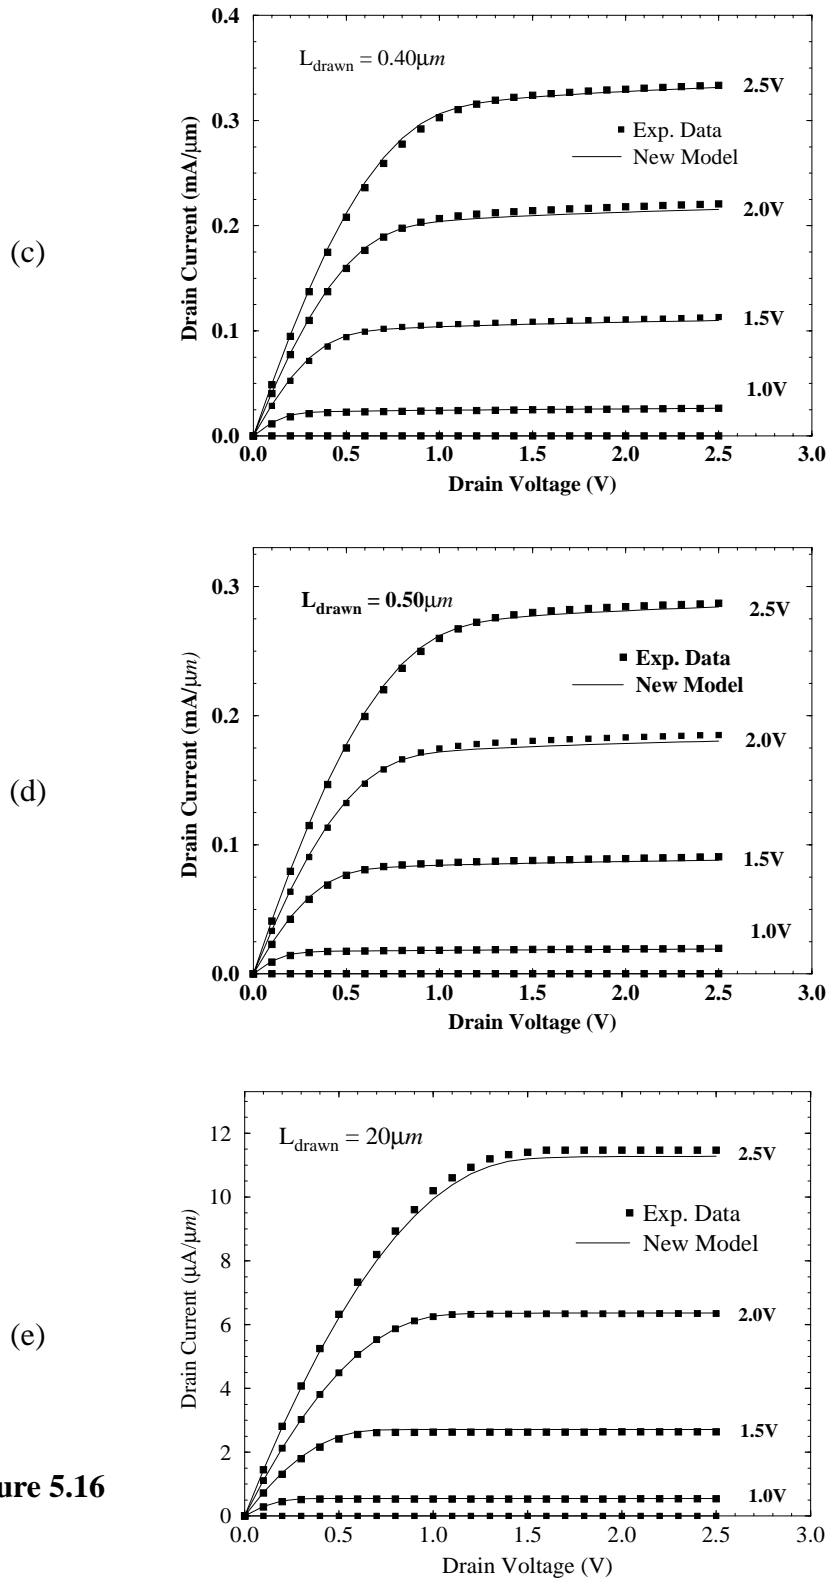 (c)
L_drawn = 0.40μm
Drain Current (mA/μm)
0.4
0.3
0.2
0.1
0.0
2.5V
■ Exp. Data
— New Model
2.0V
1.5V
1.0V
0.0 0.5 1.0 1.5 2.0 2.5 3.0
Drain Voltage (V)
(d)
L_drawn = 0.50μm
Drain Current (mA/μm)
0.3
0.2
0.1
0.0
2.5V
■ Exp. Data
— New Model
2.0V
1.5V
1.0V
0.0 0.5 1.0 1.5 2.0 2.5 3.0
Drain Voltage (V)
(e)
L_drawn = 20μm
Drain Current (μA/μm)
12
10
8
6
4
2
0
2.5V
■ Exp. Data
— New Model
2.0V
1.5V
1.0V
0.0 0.5 1.0 1.5 2.0 2.5 3.0
Drain Voltage (V)
ure 5.16